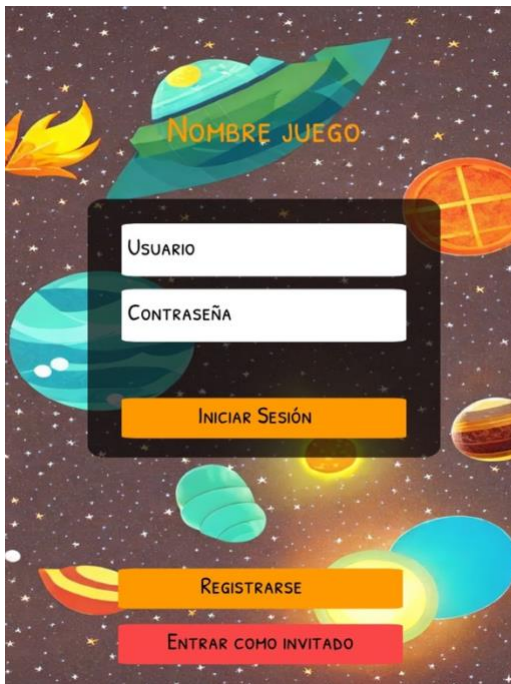 Nombre juego
Usuario
Contraseña
Iniciar Sesión
Registrarse
Entrar como invitado